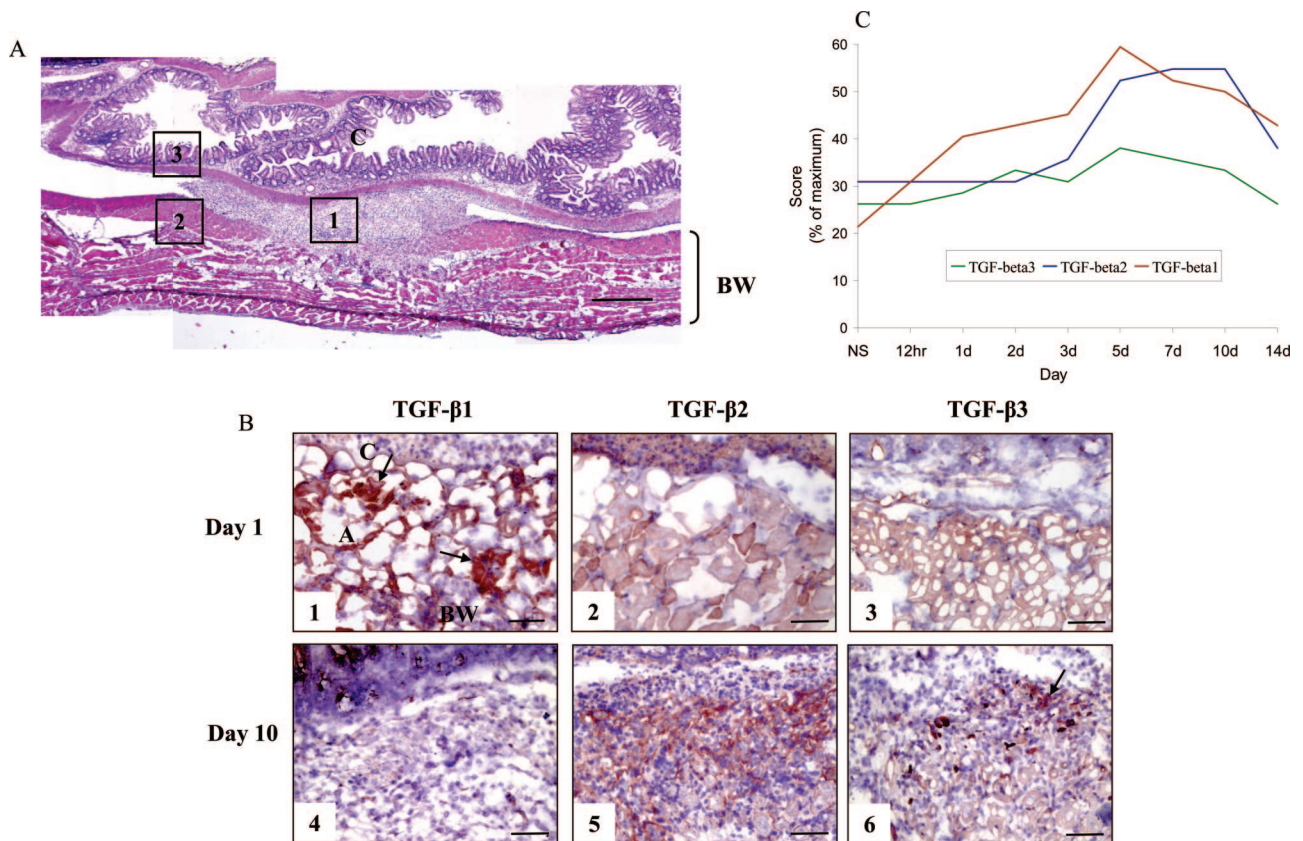 A
C
3
2
1
BW
C
Score
(% of maximum)
60
50
40
30
20
10
0
TGF-beta3 TGF-beta2 TGF-beta1
NS 12hr 1d 2d 3d 5d 7d 10d 14d
Day
B
TGF-β1 TGF-β2 TGF-β3
Day 1
C
A
BW
1 2 3
Day 10
4 5 6